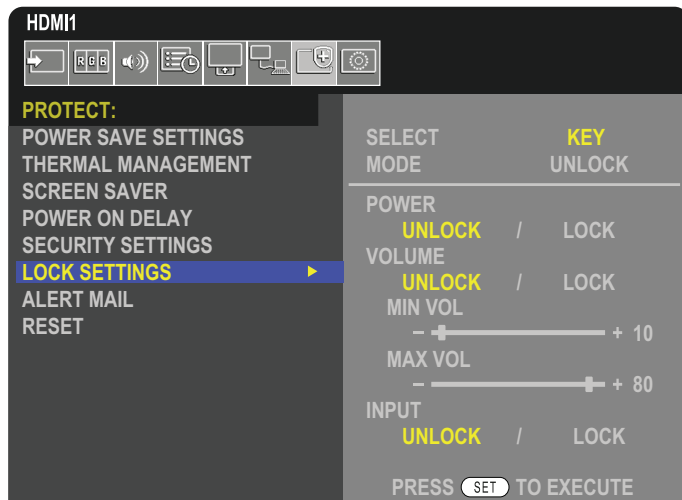 HDMI1
R G B
PROTECT:
POWER SAVE SETTINGS
THERMAL MANAGEMENT
SCREEN SAVER
POWER ON DELAY
SECURITY SETTINGS
LOCK SETTINGS
ALERT MAIL
RESET
SELECT KEY
MODE UNLOCK
POWER
UNLOCK / LOCK
VOLUME
UNLOCK / LOCK
MIN VOL
− + 10
MAX VOL
− + 80
INPUT
UNLOCK / LOCK
PRESS SET TO EXECUTE